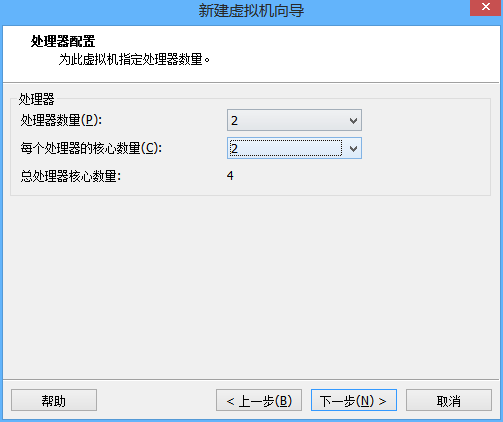 新建虚拟机向导
处理器配置
为此虚拟机指定处理器数量。
处理器
处理器数量(P): 2
每个处理器的核心数量(C): 2
总处理器核心数量: 4
帮助 < 上一步(B) 下一步(N) > 取消